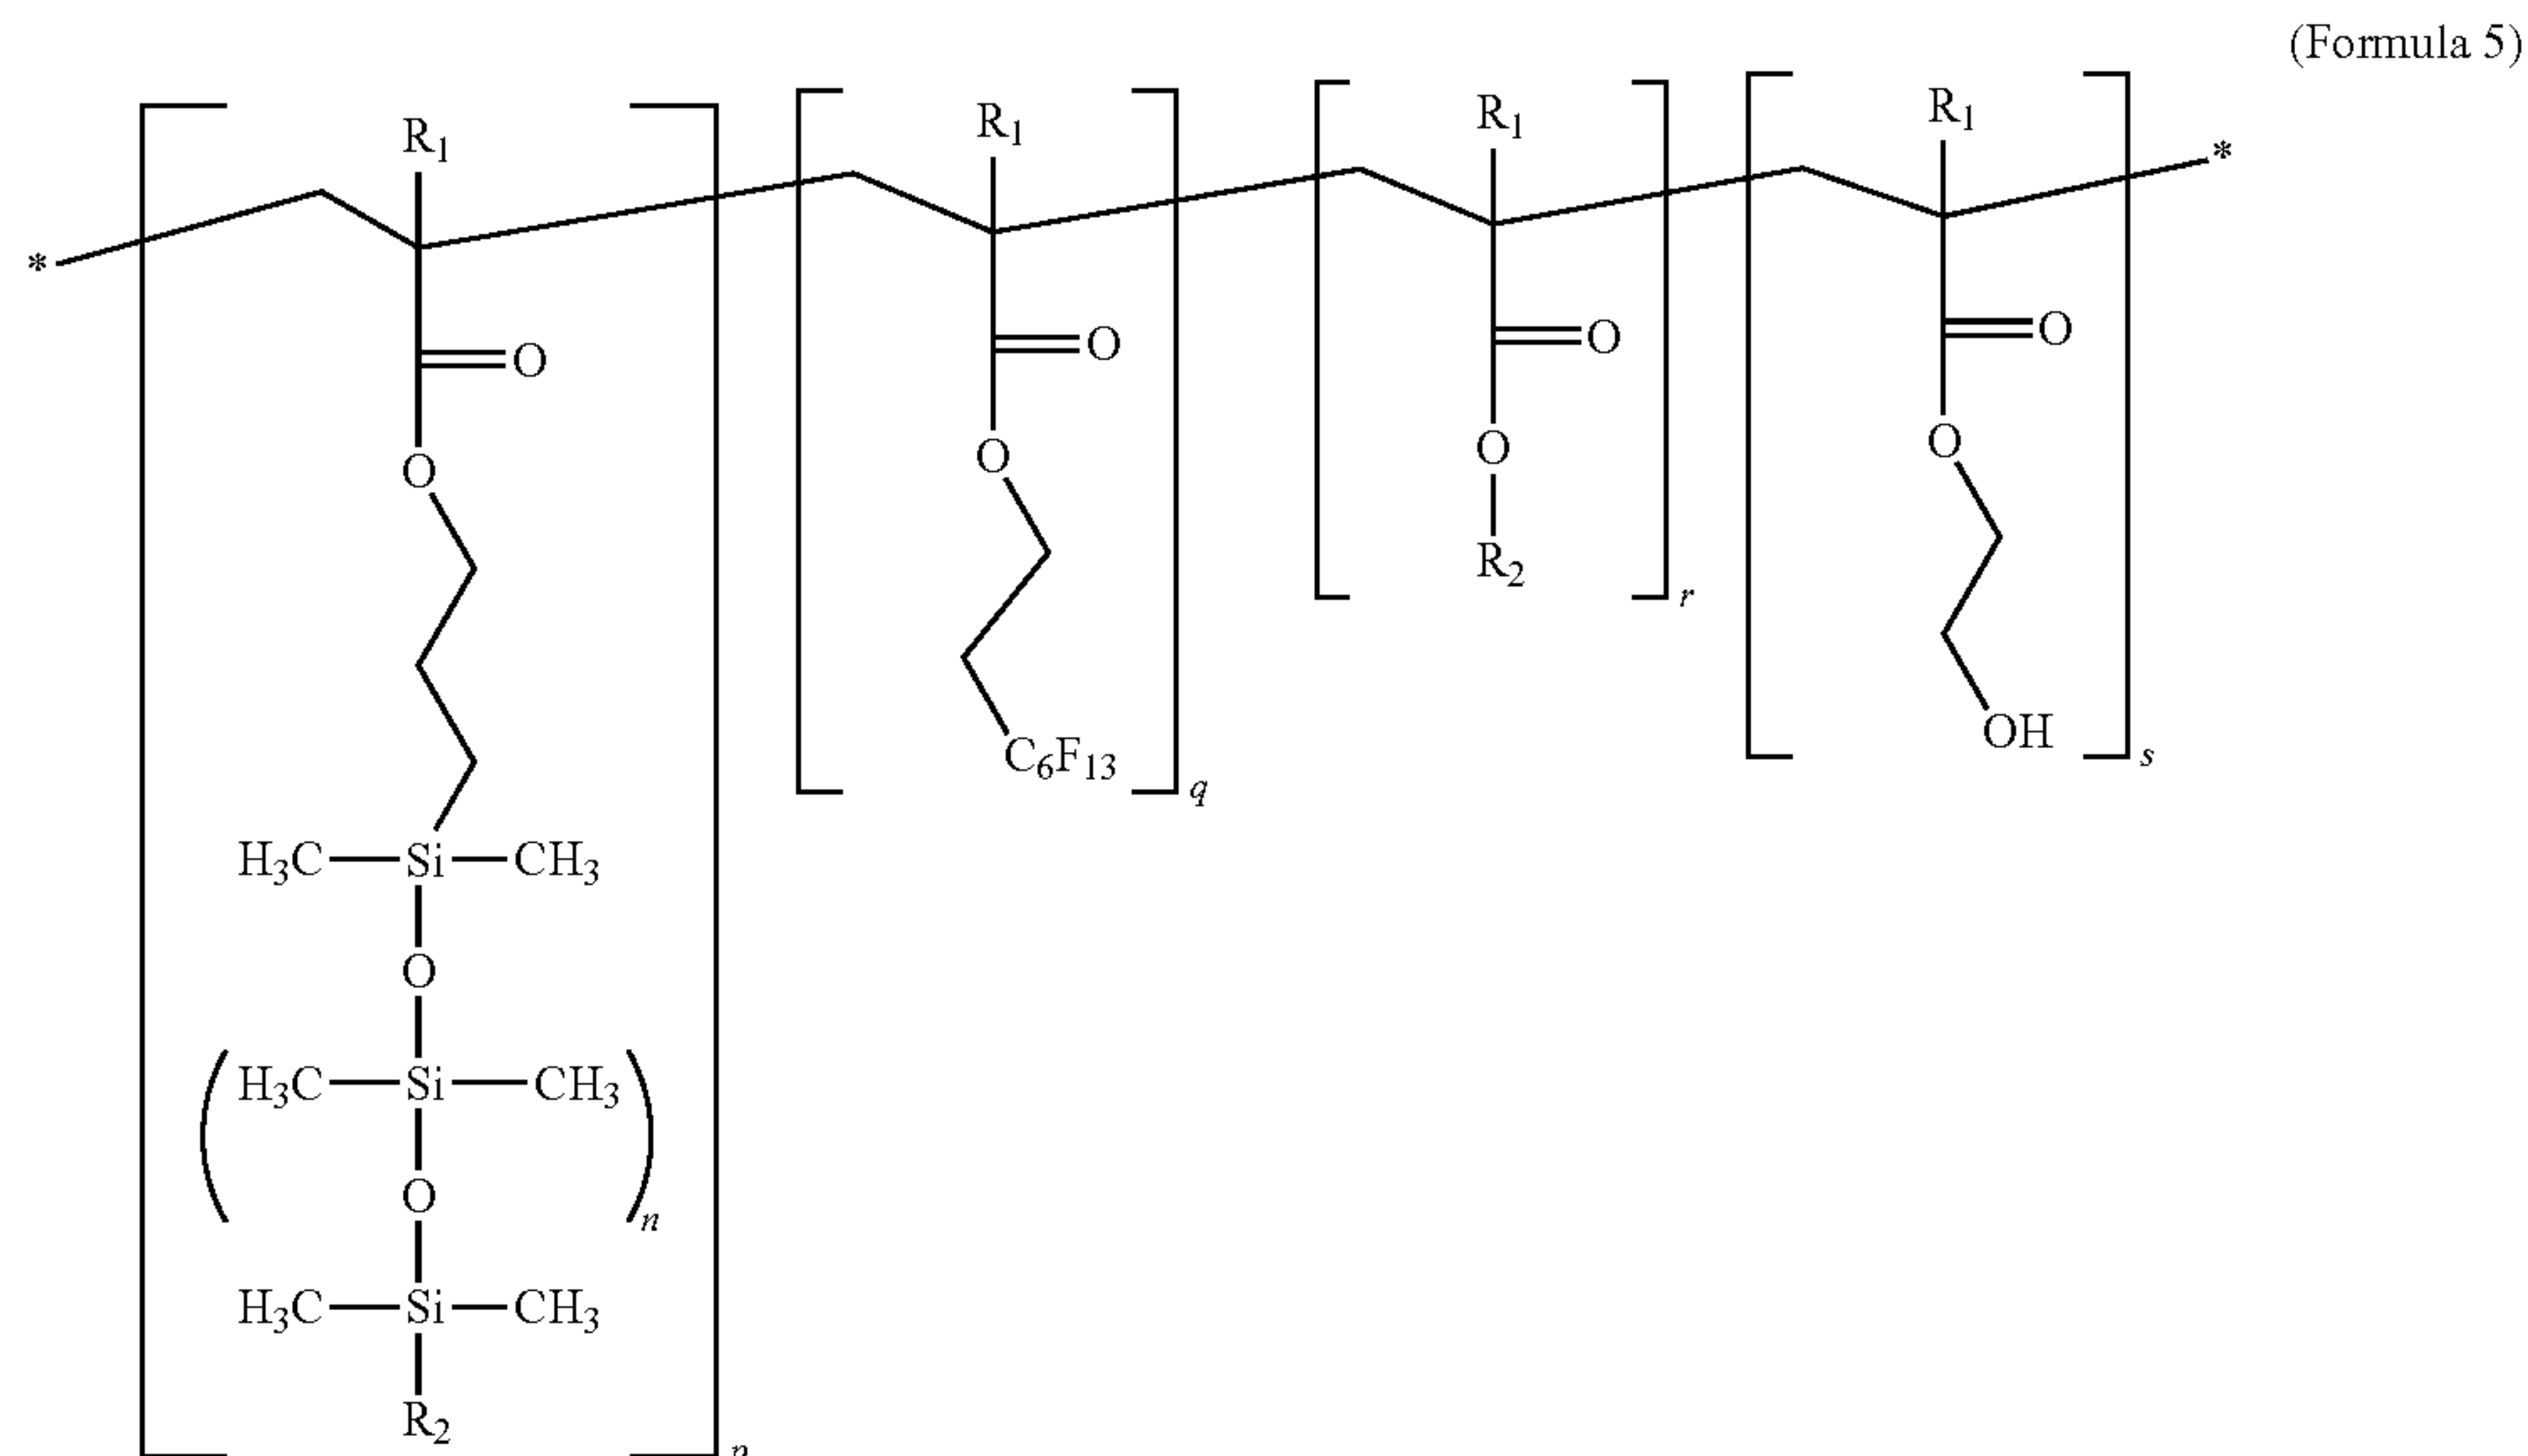 (Formula 5)
R1 R1 R1 R1
* *
O O O O
O O O O
R2
OH
C6F13
r
s
q
H3C Si CH3
O
H3C Si CH3
O
n
H3C Si CH3
R2